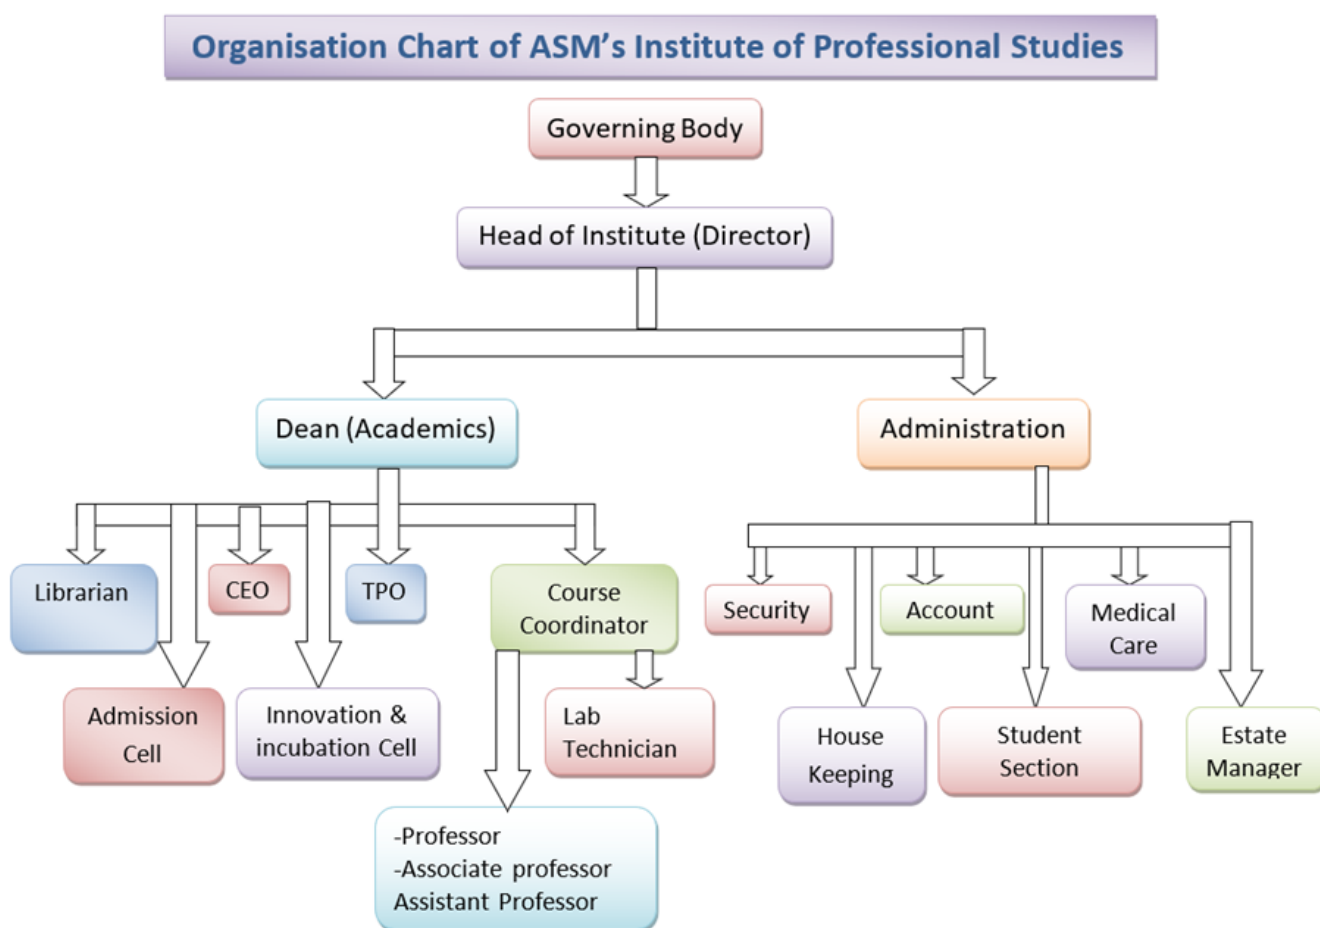 Organisation Chart of ASM’s Institute of Professional Studies
Governing Body
Head of Institute (Director)
Dean (Academics)
Administration
Librarian
CEO
TPO
Course
Coordinator
Security
Account
Medical
Care
Admission
Cell
Innovation &
incubation Cell
Lab
Technician
House
Keeping
Student
Section
Estate
Manager
-Professor
-Associate professor
Assistant Professor